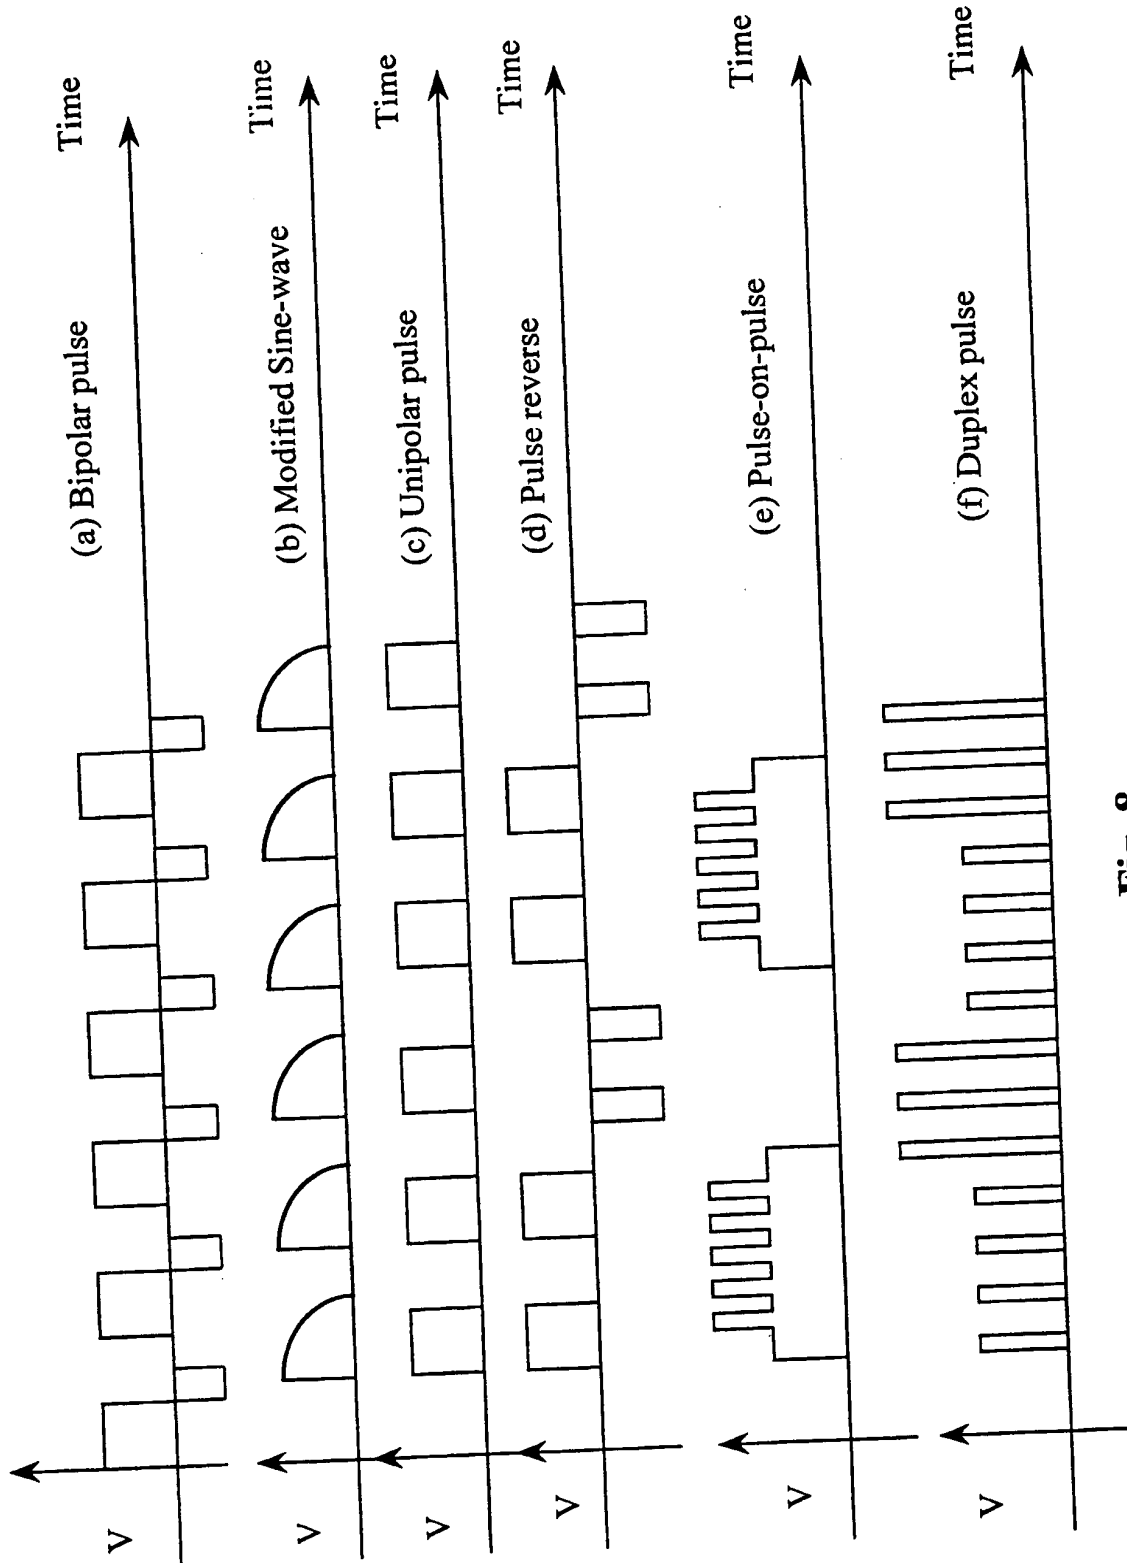 V
(a) Bipolar pulse
Time
V
(b) Modified Sine-wave
Time
V
(c) Unipolar pulse
Time
V
(d) Pulse reverse
Time
V
(e) Pulse-on-pulse
Time
V
(f) Duplex pulse
Time